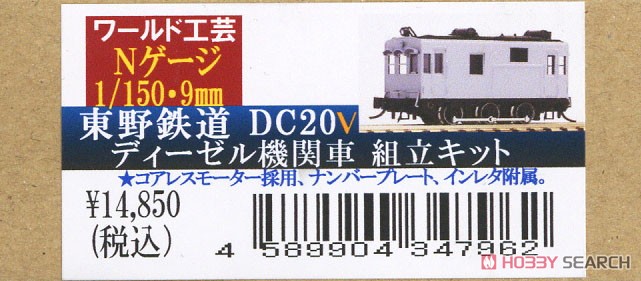 ワールド工芸
Nゲージ
1/150・9mm
東野鉄道 DC20V
ディーゼル機関車 組立キット
★コアレスモーター採用、ナンバープレート、インレタ附属。
¥14,850
(税込)
4 589904 347962
HOBBY SEARCH